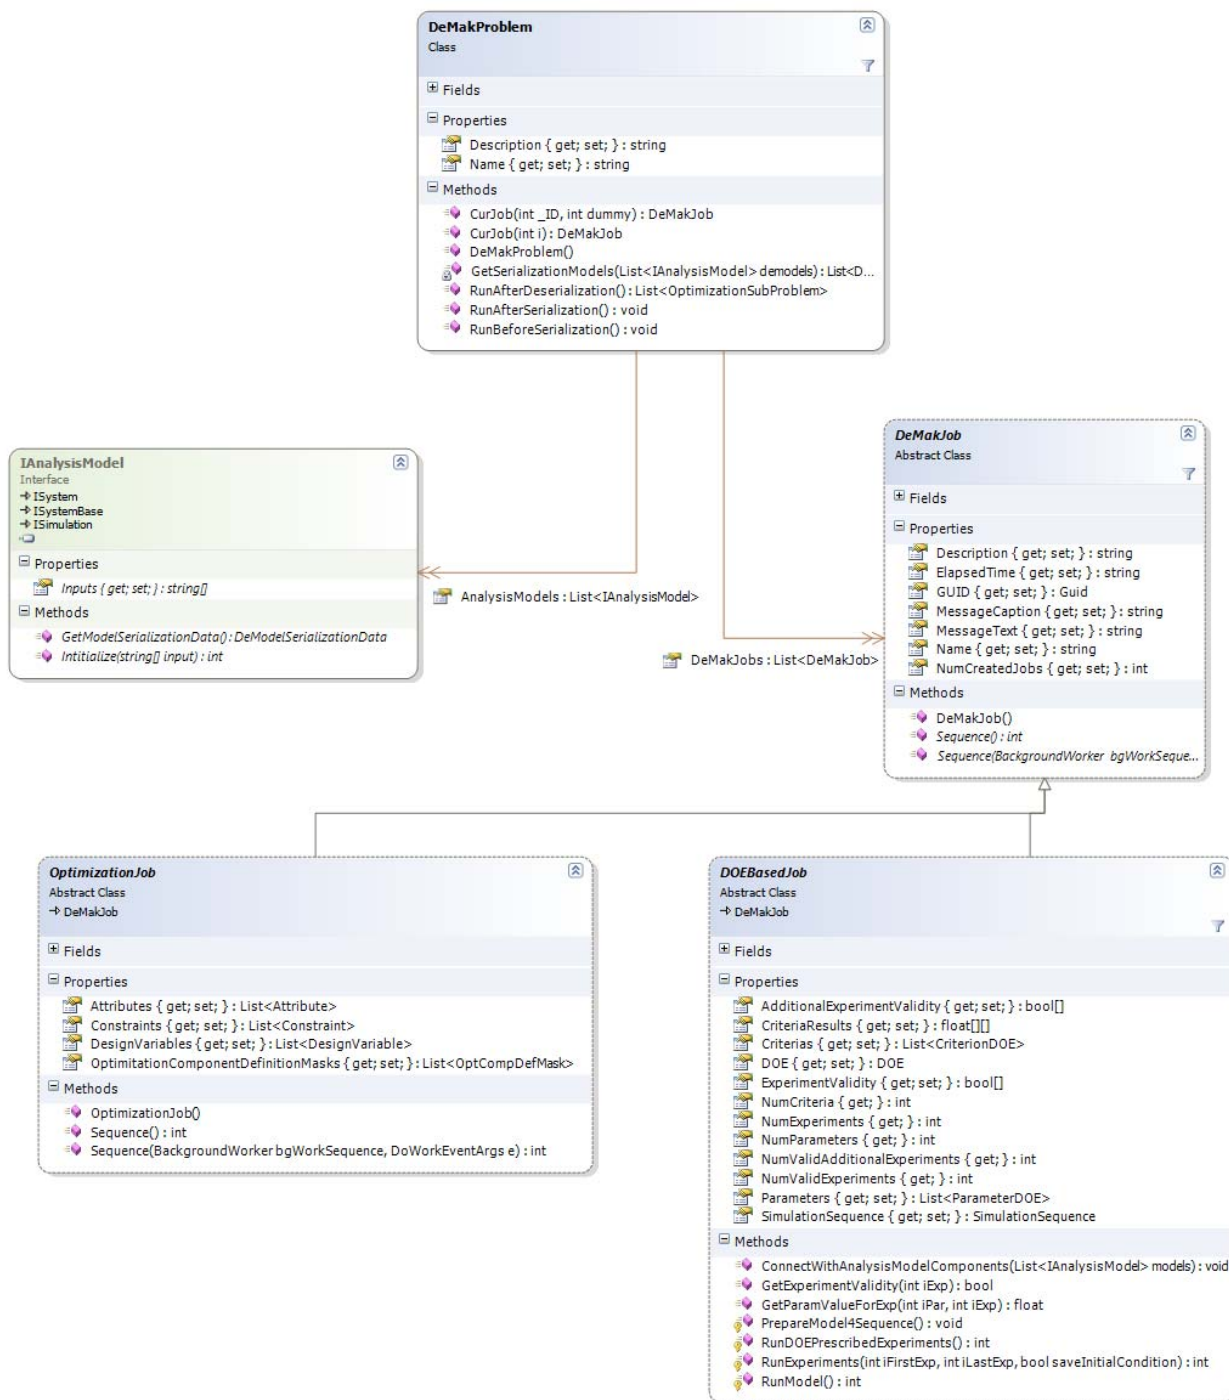 DeMakProblem
Class
Fields
Properties
Description { get; set; } : string
Name { get; set; } : string
Methods
CurJob(int _ID, int dummy) : DeMakJob
CurJob(int i) : DeMakJob
DeMakProblem()
GetSerializationModels(List<IAnalysisModel> demodels) : List<D...
RunAfterDeserialization() : List<OptimizationSubProblem>
RunAfterSerialization() : void
RunBeforeSerialization() : void
IAnalysisModel
Interface
ISystem
ISystemBase
ISimulation
Properties
Inputs { get; set; } : string[]
Methods
GetModelSerializationData() : DeModelSerializationData
Intitialize(string[] input) : int
AnalysisModels : List<IAnalysisModel>
DeMakJobs : List<DeMakJob>
DeMakJob
Abstract Class
Fields
Properties
Description { get; set; } : string
ElapsedTime { get; set; } : string
GUID { get; set; } : Guid
MessageCaption { get; set; } : string
MessageText { get; set; } : string
Name { get; set; } : string
NumCreatedJobs { get; set; } : int
Methods
DeMakJob()
Sequence() : int
Sequence(BackgroundWorker bgWorkSeque...
OptimizationJob
Abstract Class
DeMakJob
Fields
Properties
Attributes { get; set; } : List<Attribute>
Constraints { get; set; } : List<Constraint>
DesignVariables { get; set; } : List<DesignVariable>
OptimitationComponentDefinitionMasks { get; set; } : List<OptCompDefMask>
Methods
OptimizationJob()
Sequence() : int
Sequence(BackgroundWorker bgWorkSequence, DoWorkEventArgs e) : int
DOEBasedJob
Abstract Class
DeMakJob
Fields
Properties
AdditionalExperimentValidity { get; set; } : bool[]
CriteriaResults { get; set; } : float[][]
Criterias { get; set; } : List<CriterionDOE>
DOE { get; set; } : DOE
ExperimentValidity { get; set; } : bool[]
NumCriteria { get; } : int
NumExperiments { get; } : int
NumParameters { get; } : int
NumValidAdditionalExperiments { get; } : int
NumValidExperiments { get; } : int
Parameters { get; set; } : List<ParameterDOE>
SimulationSequence { get; set; } : SimulationSequence
Methods
ConnectWithAnalysisModelComponents(List<IAnalysisModel> models) : void
GetExperimentValidity(int iExp) : bool
GetParamValueForExp(int iPar, int iExp) : float
PrepareModel4Sequence() : void
RunDOEPrescribedExperiments() : int
RunExperiments(int iFirstExp, int iLastExp, bool saveInitialCondition) : int
RunModel() : int